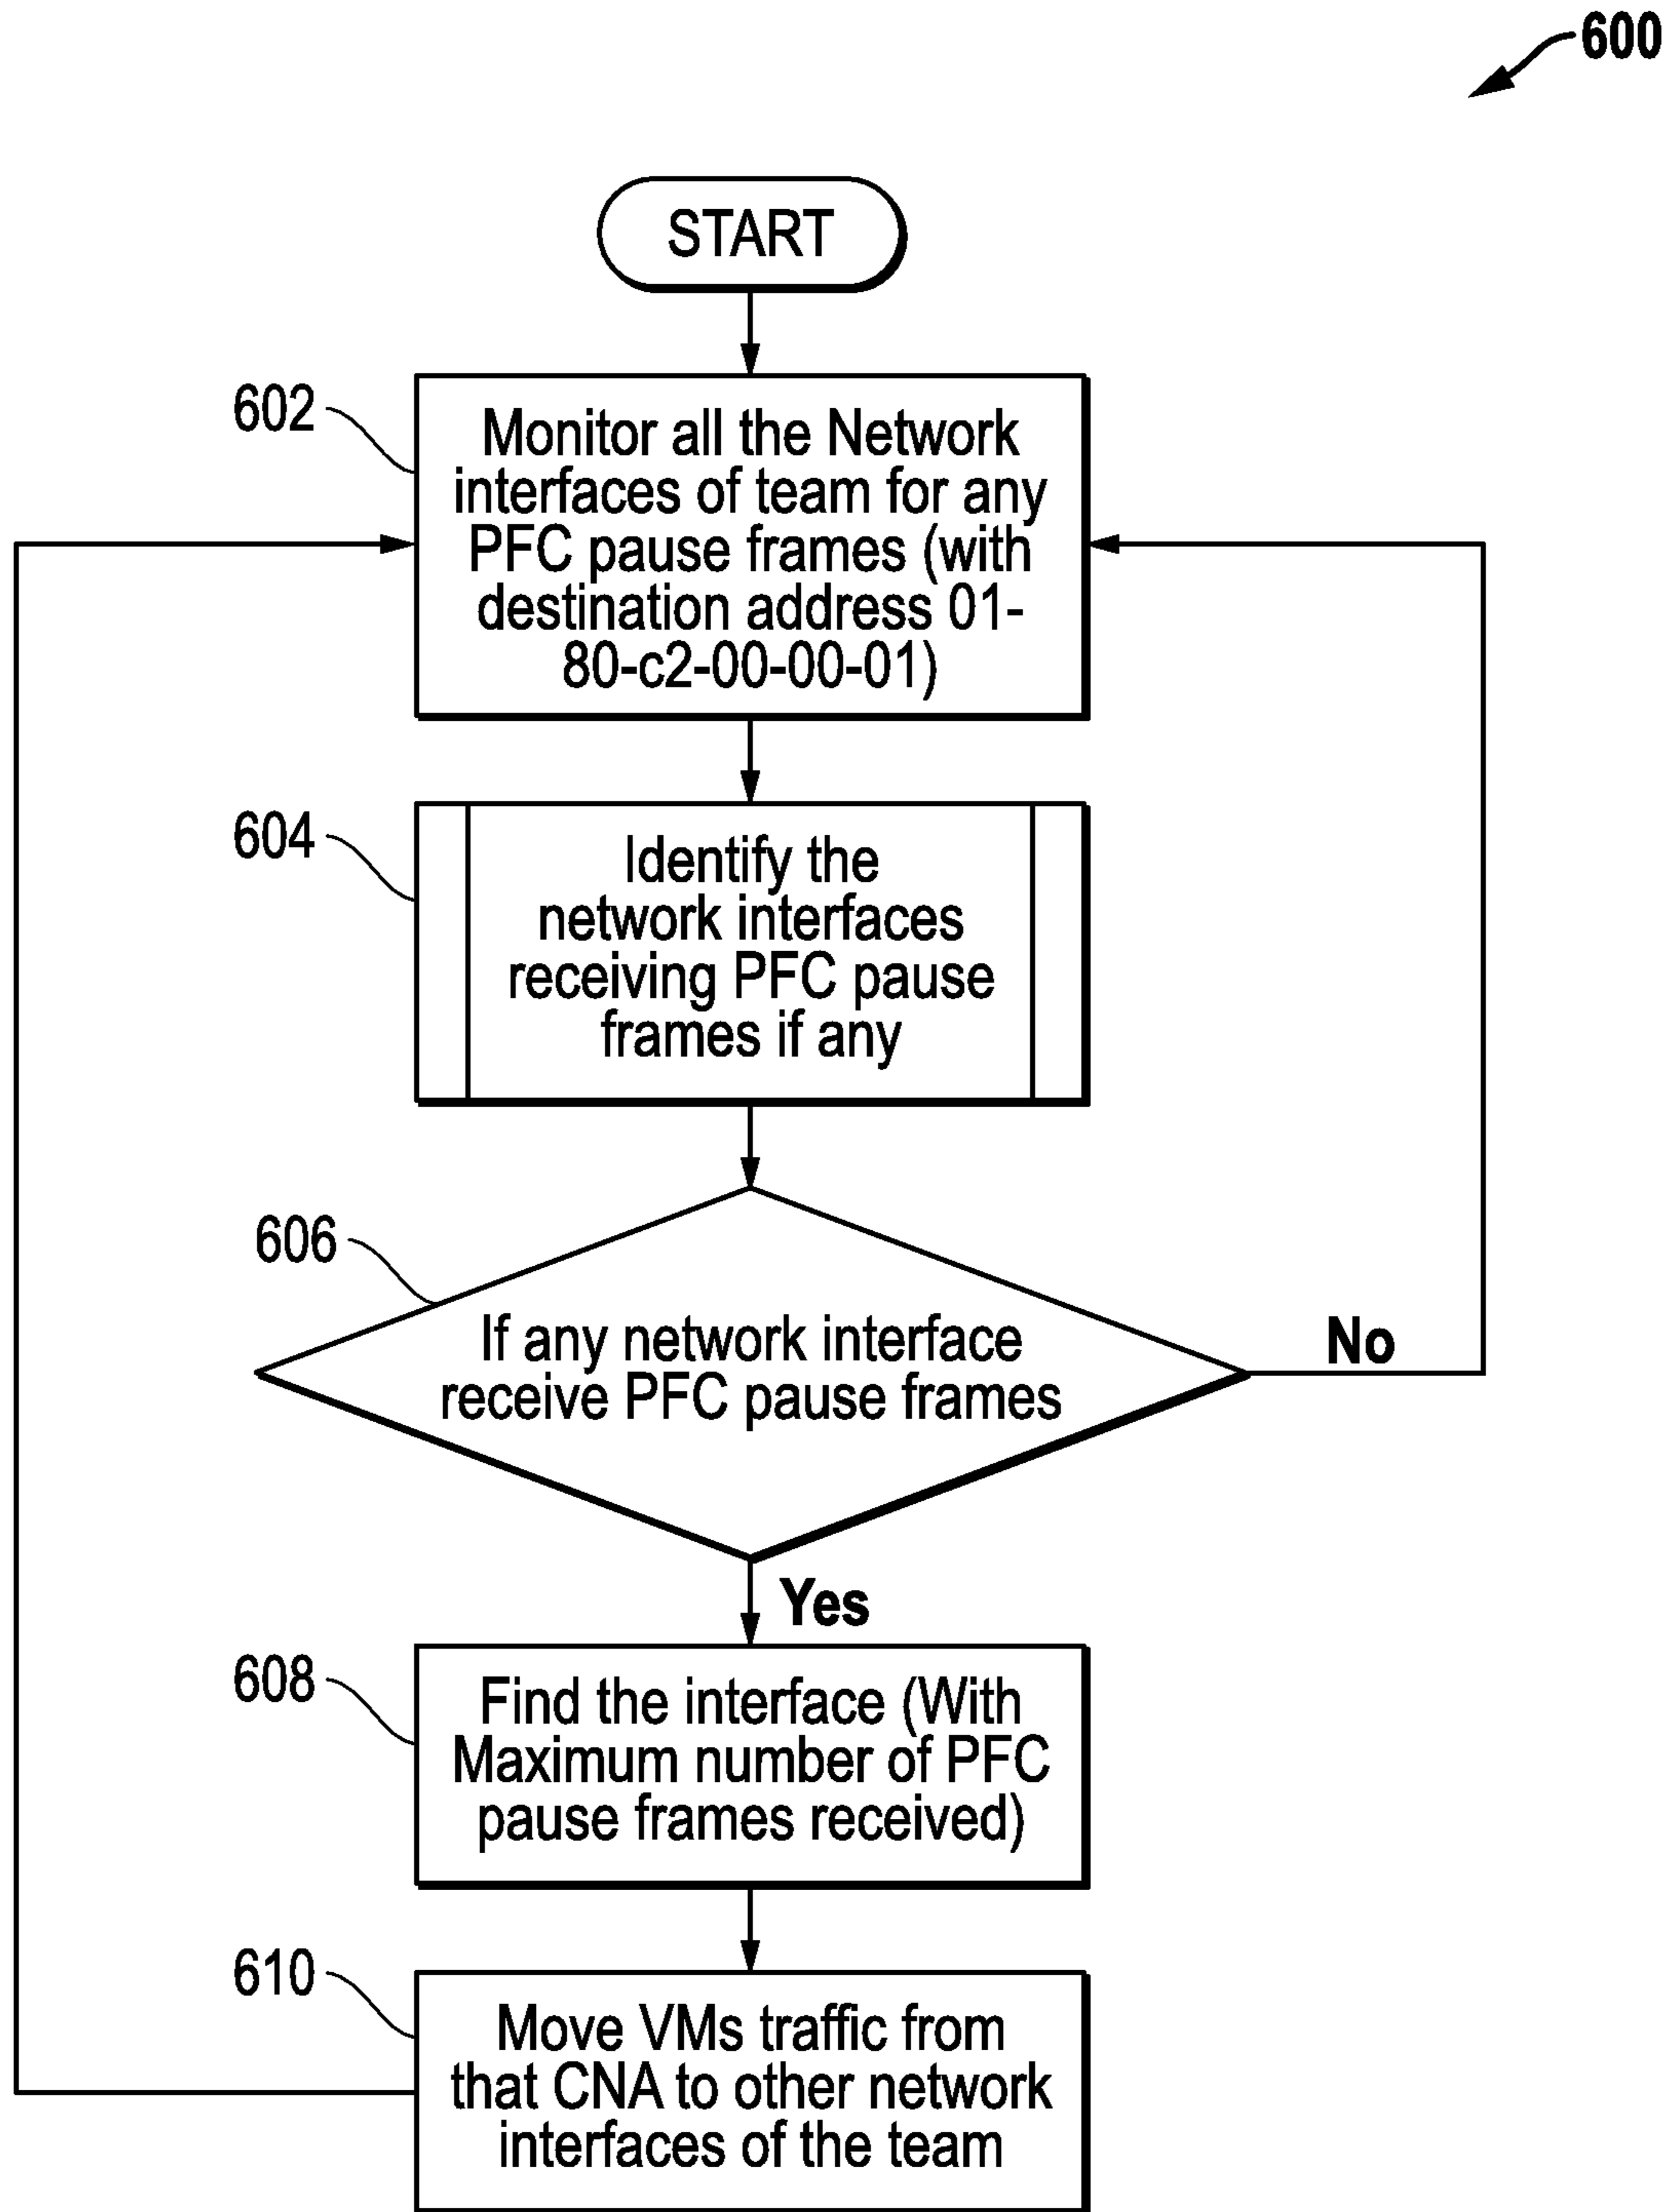 600
START
602
Monitor all the Network
interfaces of team for any
PFC pause frames (with
destination address 01-
80-c2-00-00-01)
604
Identify the
network interfaces
receiving PFC pause
frames if any
606
If any network interface
receive PFC pause frames
No
Yes
608
Find the interface (With
Maximum number of PFC
pause frames received)
610
Move VMs traffic from
that CNA to other network
interfaces of the team